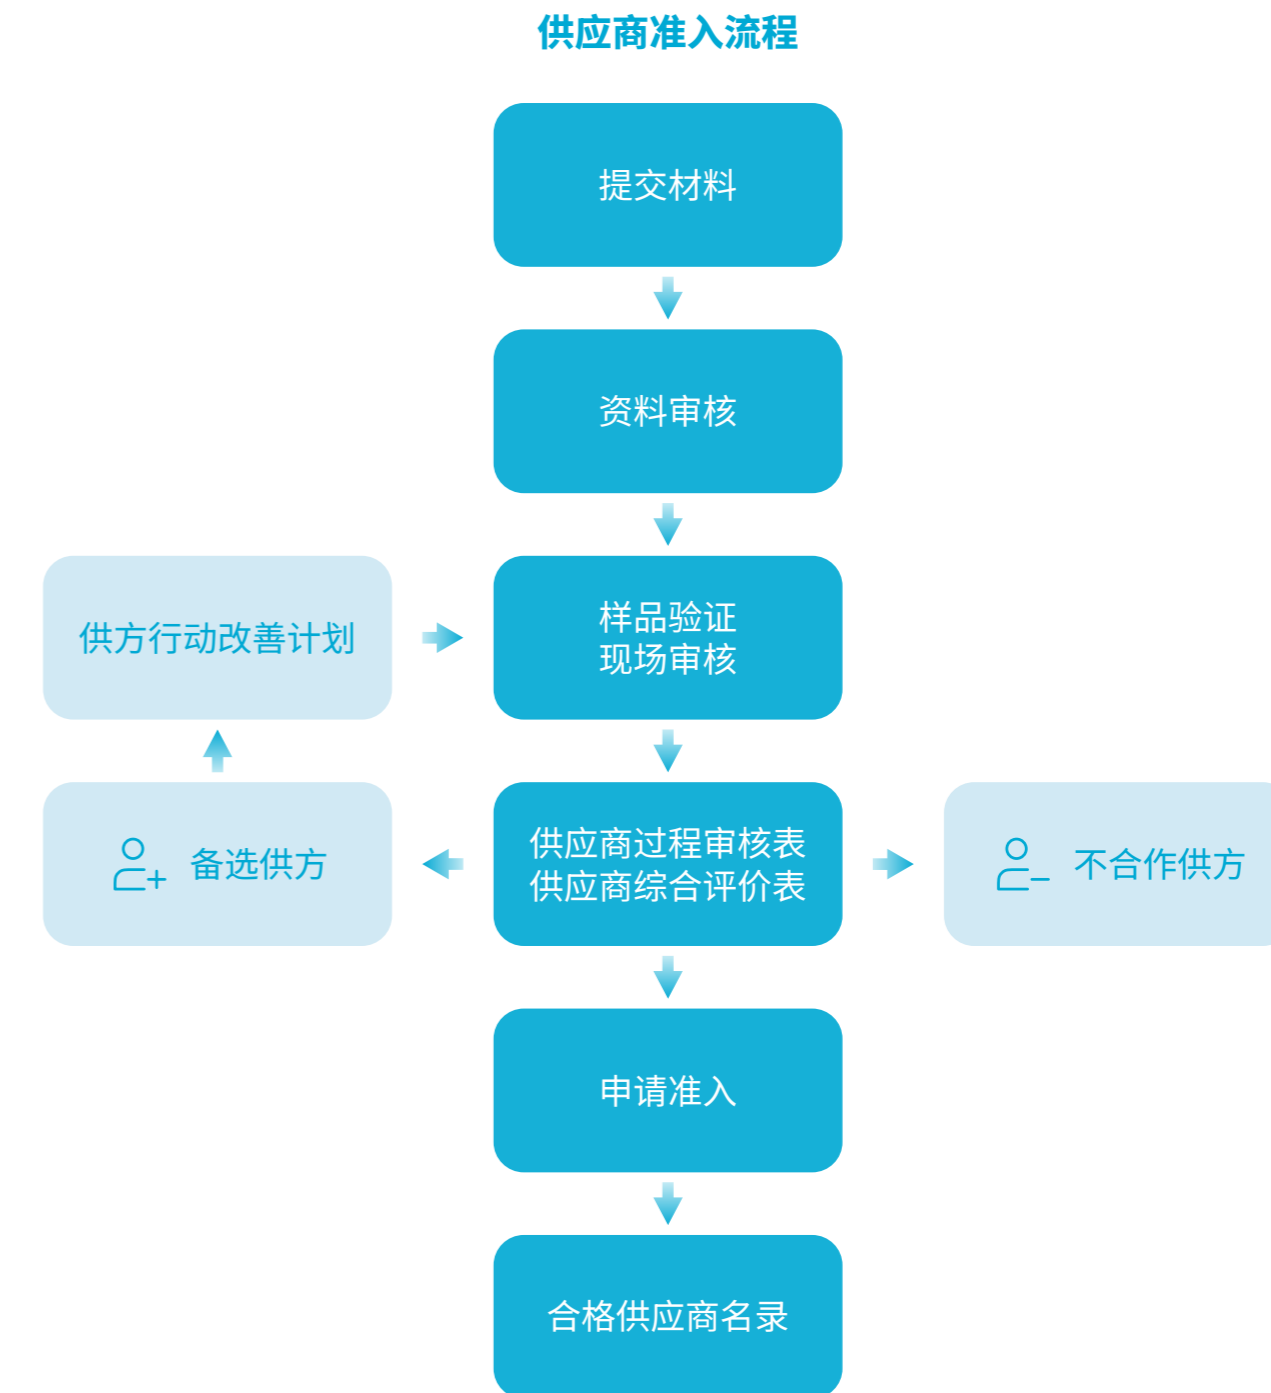 供应商准入流程
提交材料
资料审核
供方行动改善计划
样品验证
现场审核
备选供方
供应商过程审核表
供应商综合评价表
不合作供方
申请准入
合格供应商名录